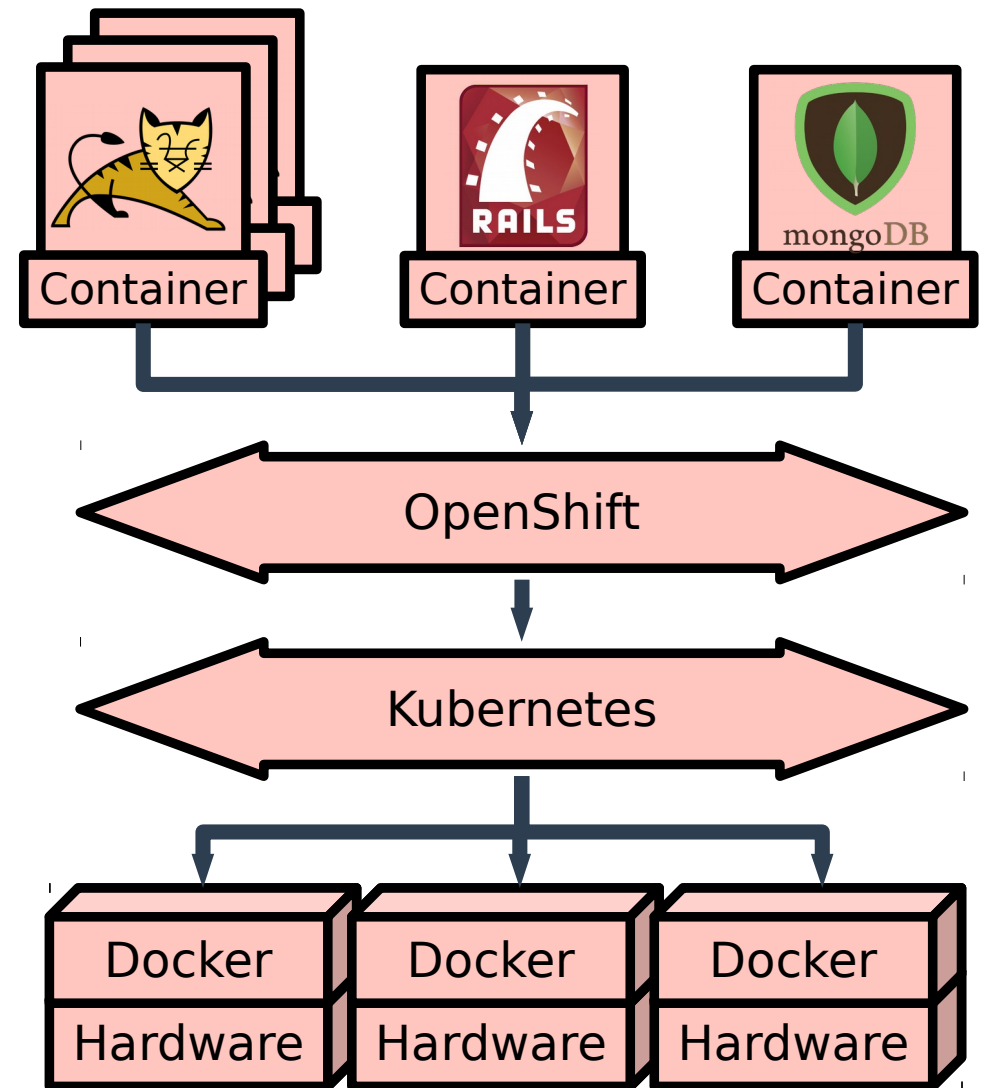 RAILS
mongoDB
Container
Container
Container
OpenShift
Kubernetes
Docker
Docker
Docker
Hardware
Hardware
Hardware